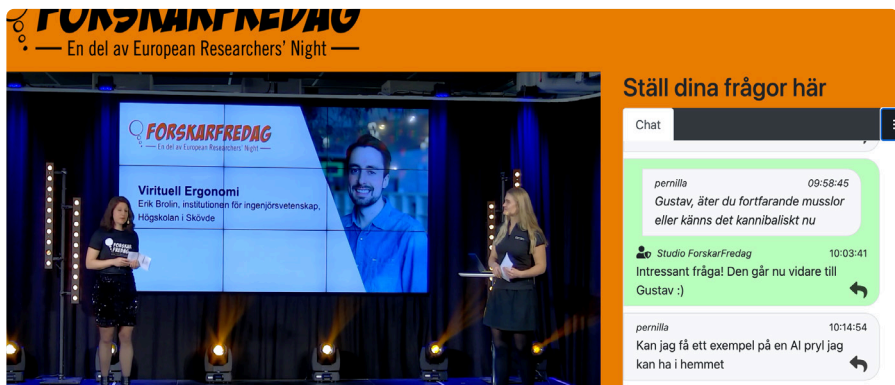 FORSKARFREDAG
En del av European Researchers' Night
FORSKARFREDAG
En del av European Researchers' Night
Virituell Ergonomi
Erik Brolin, institutionen för ingenjörsvetenskap,
Högskolan i Skövde
FORSKAR
FREDAG
Ställ dina frågor här
Chat
pernilla 09:58:45
Gustav, äter du fortfarande musslor
eller känns det kannibaliskt nu
Studio ForskarFredag 10:03:41
Intressant fråga! Den går nu vidare till
Gustav :)
pernilla 10:14:54
Kan jag få ett exempel på en AI pryl jag
kan ha i hemmet